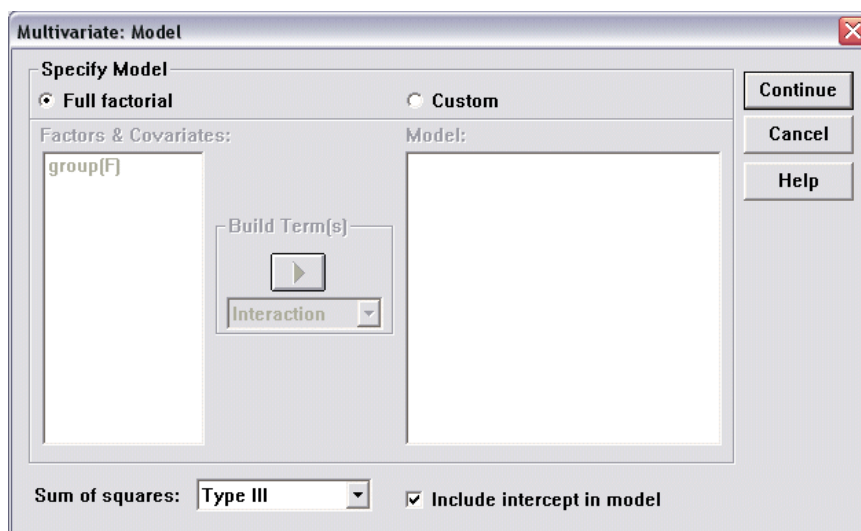 Multivariate: Model
Specify Model
Full factorial
Custom
Continue
Cancel
Help
Factors & Covariates:
Model:
group(F)
Build Term(s)
Interaction
Sum of squares:
Type III
Include intercept in model